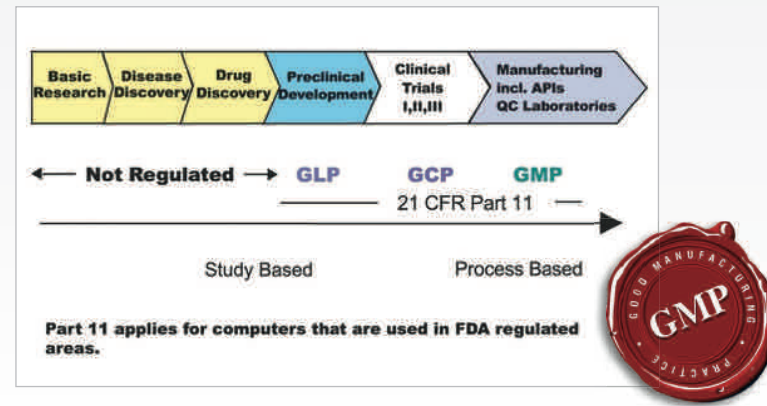 Basic
Research
Disease
Discovery
Drug
Discovery
Preclinical
Development
Clinical
Trials
I,II,III
Manufacturing
incl. APIs
QC Laboratories
Not Regulated
GLP
GCP
GMP
21 CFR Part 11
Study Based
Process Based
Part 11 applies for computers that are used in FDA regulated
areas.
GOOD MANUFACTURING
GMP
PRACTICE